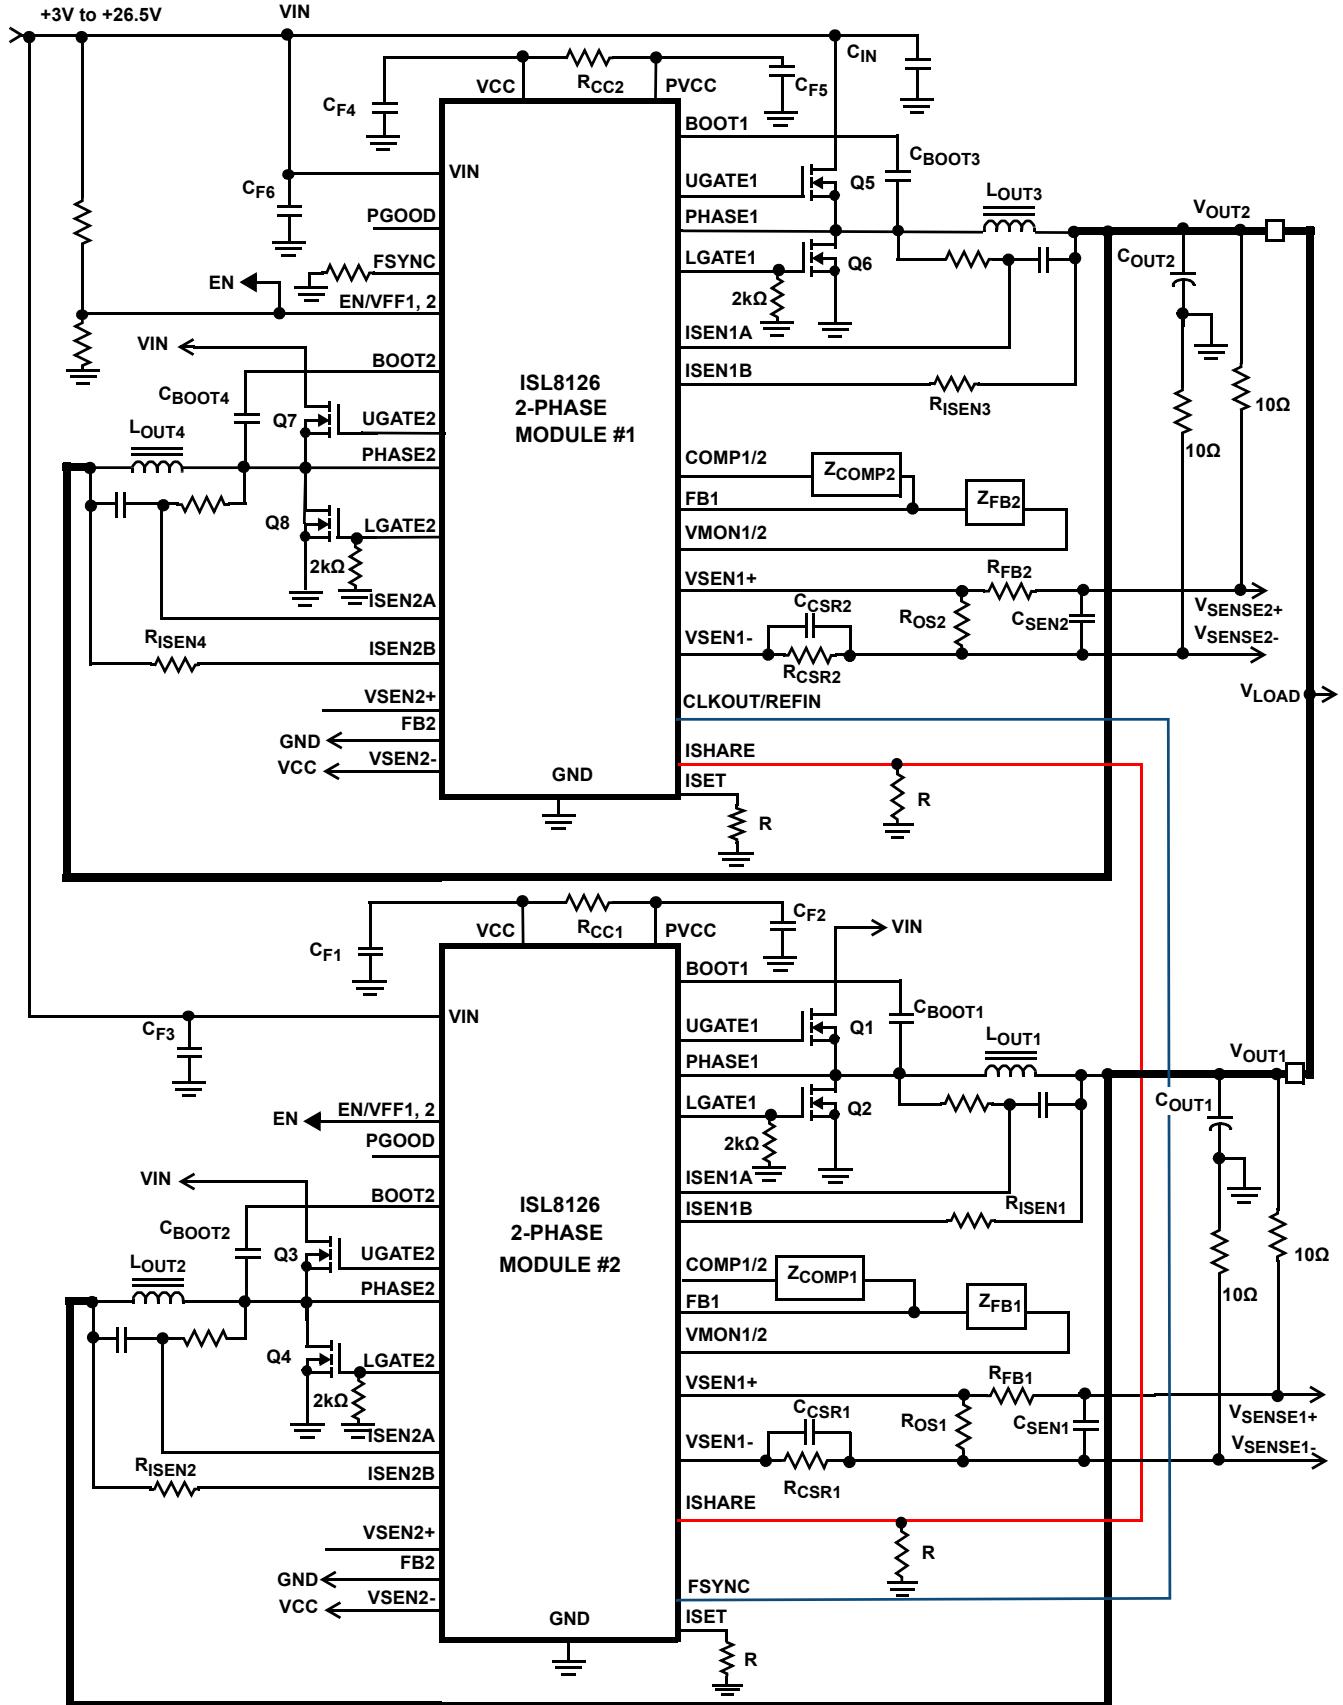 +3V to +26.5V
VIN
VCC
RCC2
PVCC
CF4
CF5
CIN
BOOT1
CBOOT3
VIN
CF6
UGATE1
Q5
LOUT3
VOUT2
PGOOD
PHASE1
FSYNC
LGATE1
Q6
COUT2
EN
EN/VFF1, 2
2kΩ
VIN
ISEN1A
BOOT2
ISL8126
2-PHASE
MODULE #1
ISEN1B
RISEN3
CBOOT4
Q7
UGATE2
10Ω
10Ω
LOUT4
PHASE2
COMP1/2
ZCOMP2
FB1
ZFB2
Q8
LGATE2
VMON1/2
2kΩ
VSEN1+
RFB2
ISEN2A
CCSR2
ROS2
CSEN2
VSENSE2+
VSENSE2-
RISEN4
ISEN2B
VSEN1-
RCSR2
VSEN2+
CLKOUT/REFIN
VLOAD
FB2
GND
VCC
VSEN2-
GND
ISHARE
ISET
R
R
VCC
RCC1
PVCC
CF1
CF2
VIN
BOOT1
CBOOT1
VIN
CF3
UGATE1
Q1
LOUT1
VOUT1
PHASE1
EN
EN/VFF1, 2
LGATE1
Q2
COUT1
PGOOD
2kΩ
VIN
ISEN1A
BOOT2
ISL8126
2-PHASE
MODULE #2
ISEN1B
RISEN1
CBOOT2
Q3
UGATE2
10Ω
10Ω
LOUT2
PHASE2
COMP1/2
ZCOMP1
FB1
ZFB1
VMON1/2
Q4
LGATE2
2kΩ
VSEN1+
RFB1
ISEN2A
CCSR1
ROS1
CSEN1
VSENSE1+
VSENSE1-
RISEN2
ISEN2B
VSEN1-
RCSR1
ISHARE
VSEN2+
FB2
R
GND
VCC
VSEN2-
FSYNC
GND
ISET
R